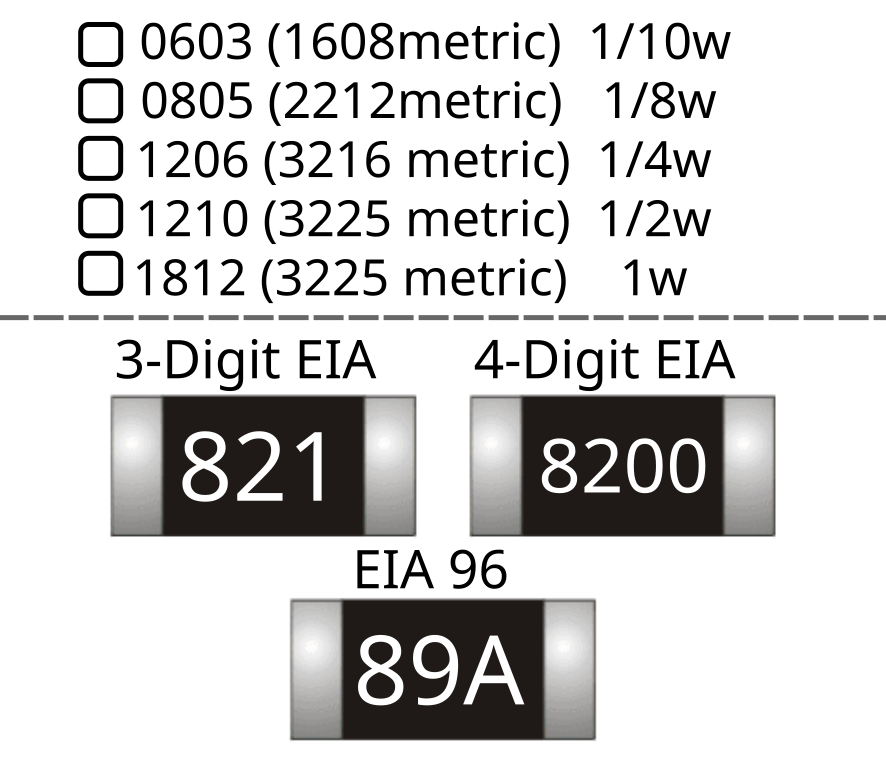 0603 (1608metric) 1/10w
0805 (2212metric) 1/8w
1206 (3216 metric) 1/4w
1210 (3225 metric) 1/2w
1812 (3225 metric) 1w
3-Digit EIA 4-Digit EIA
821 8200
EIA 96
89A